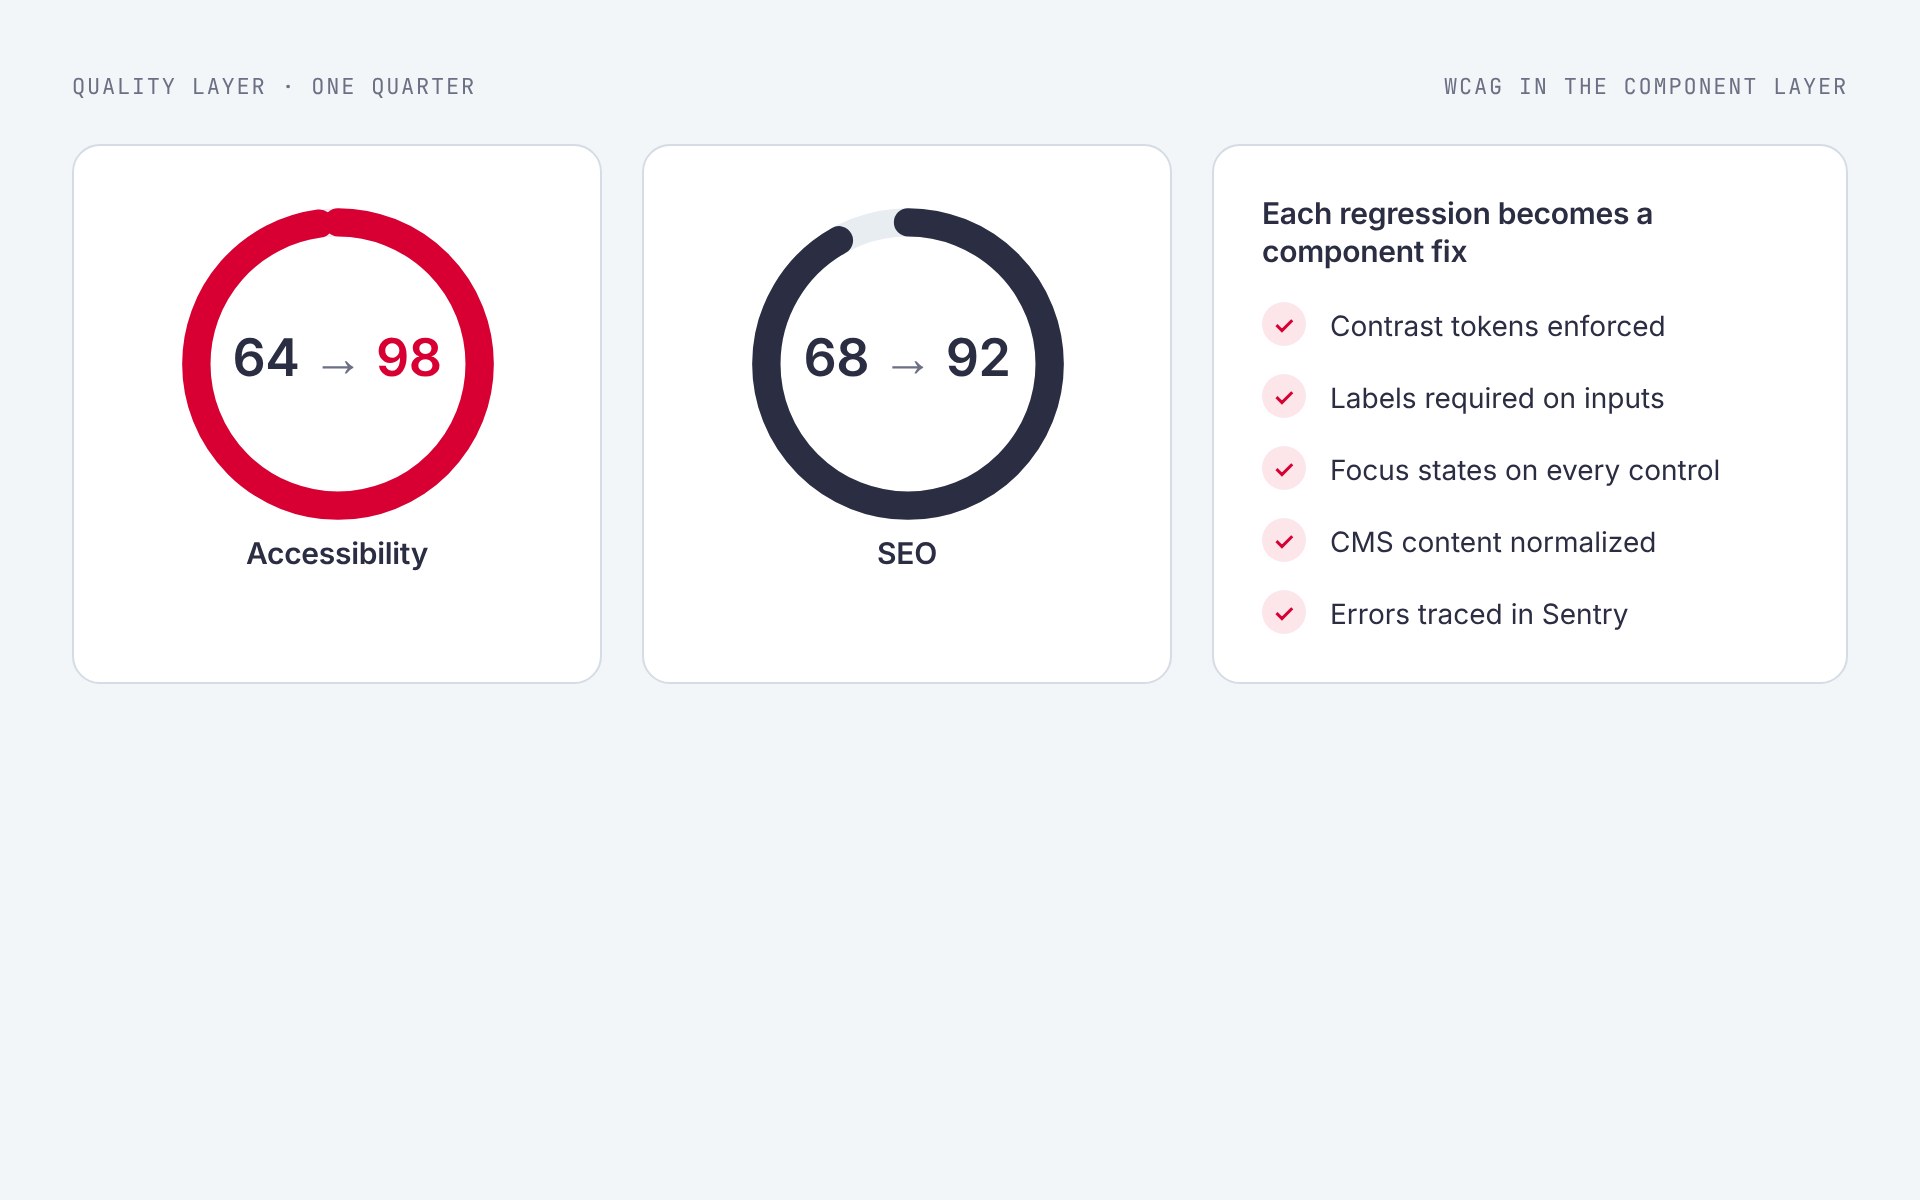 QUALITY LAYER · ONE QUARTER
WCAG IN THE COMPONENT LAYER
64 → 98
Accessibility
68 → 92
SEO
Each regression becomes a
component fix
Contrast tokens enforced
Labels required on inputs
Focus states on every control
CMS content normalized
Errors traced in Sentry